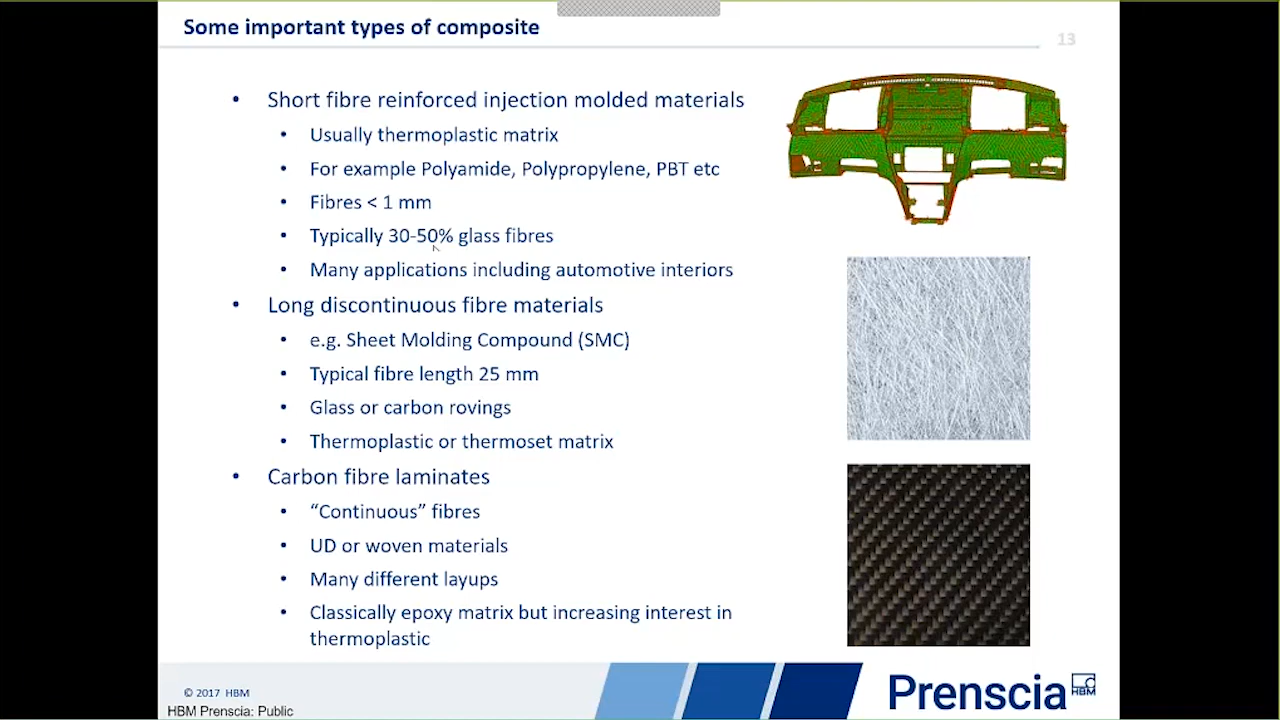 Some important types of composite
13
• Short fibre reinforced injection molded materials
• Usually thermoplastic matrix
• For example Polyamide, Polypropylene, PBT etc
• Fibres < 1 mm
• Typically 30-50% glass fibres
• Many applications including automotive interiors
• Long discontinuous fibre materials
• e.g. Sheet Molding Compound (SMC)
• Typical fibre length 25 mm
• Glass or carbon rovings
• Thermoplastic or thermoset matrix
• Carbon fibre laminates
• “Continuous” fibres
• UD or woven materials
• Many different layups
• Classically epoxy matrix but increasing interest in
thermoplastic
© 2017 HBM
HBM Prenscia: Public
Prenscia
HBM